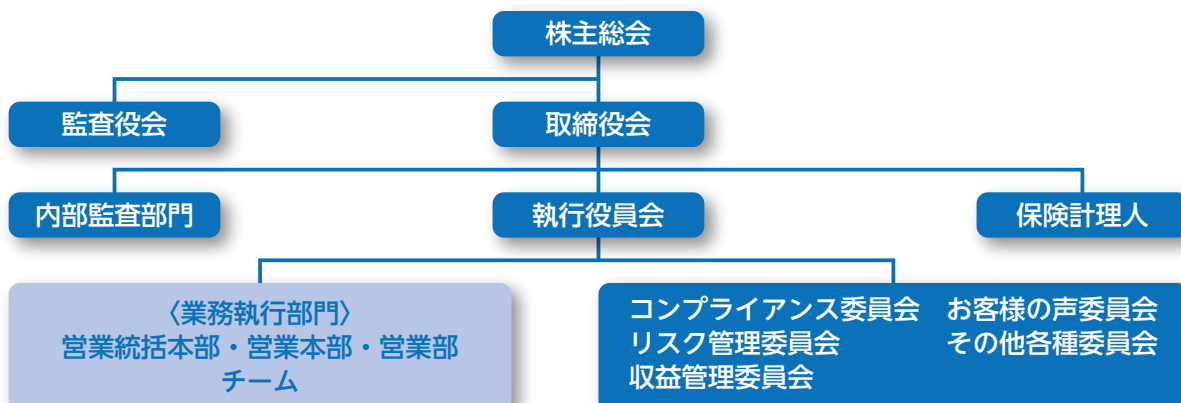 株主総会
監査役会
取締役会
内部監査部門
執行役員会
保険計理人
〈業務執行部門〉
営業統括本部・営業本部・営業部
チーム
コンプライアンス委員会　お客様の声委員会
リスク管理委員会　その他各種委員会
収益管理委員会